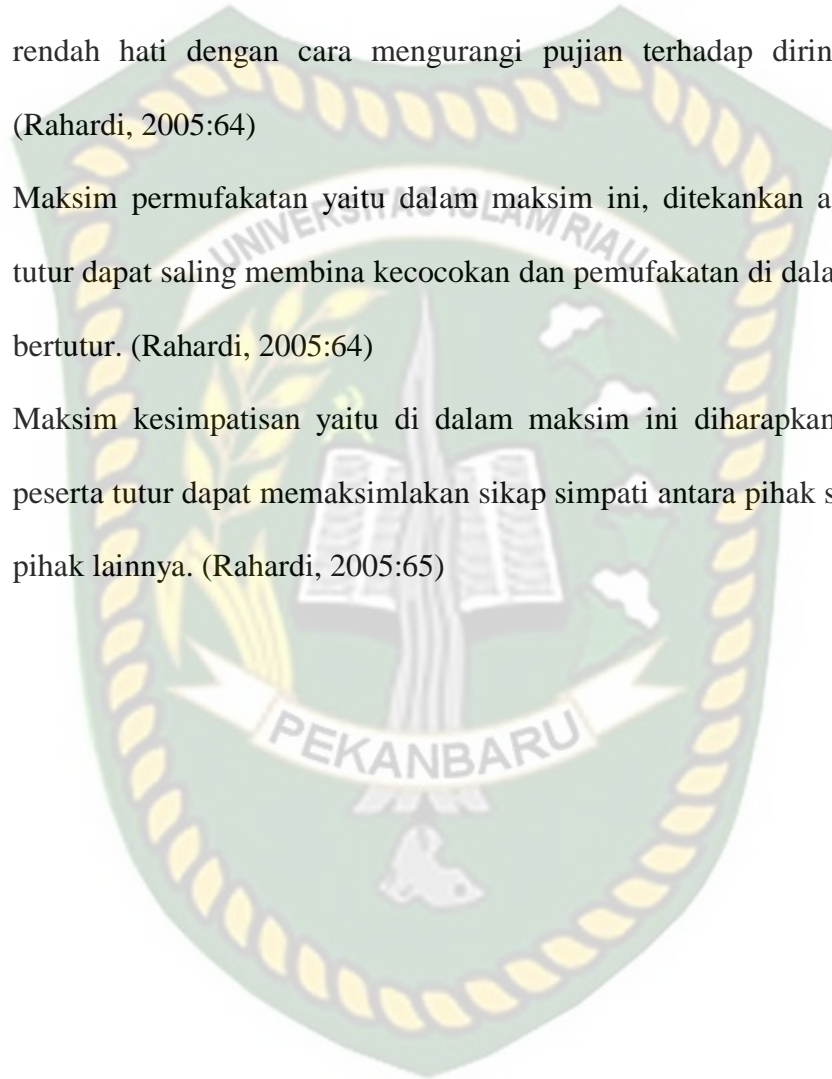 rendah hati dengan cara mengurangi pujian terhadap dirin
(Rahardi, 2005:64)
Maksim permufakatan yaitu dalam maksim ini, ditekankan a
UNIVERSITAS ISLAM RIAU
tutur dapat saling membina kecocokan dan pemufakatan di dala
bertutur. (Rahardi, 2005:64)
Maksim kesimpatisan yaitu di dalam maksim ini diharapkan
peserta tutur dapat memaksimlakan sikap simpati antara pihak s
pihak lainnya. (Rahardi, 2005:65)
PEKANBARU